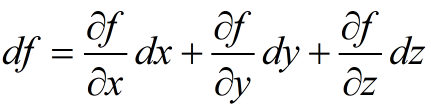 df = ∂f/∂x dx + ∂f/∂y dy + ∂f/∂z dz